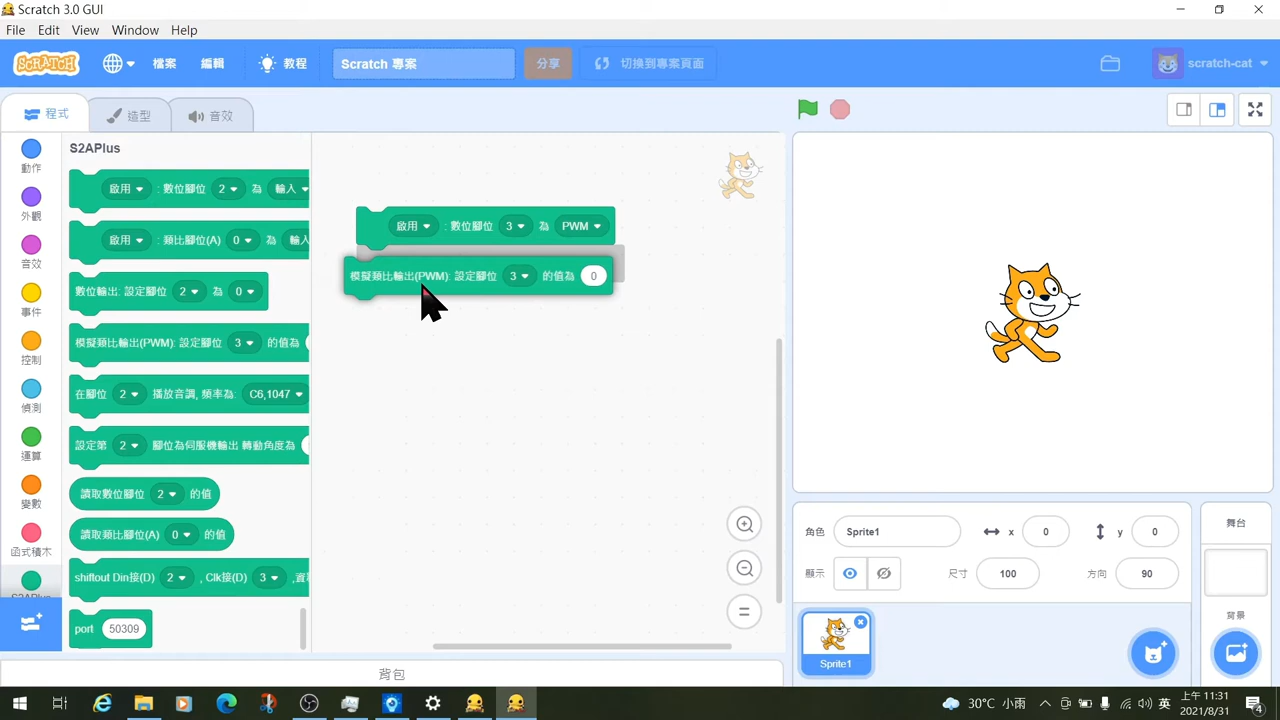 Scratch 3.0 GUI
File Edit View Window Help
SCRATCH 檔案 編輯 教程 Scratch 專案 分享 切換到專案頁面 scratch-cat
程式 造型 音效
動作
外觀
音效
事件
控制
偵測
運算
變數
函式積木
S2APlus
S2APlus
啟用 : 數位腳位 2 為 輸入
啟用 : 類比腳位(A) 0 為
數位輸出: 設定腳位 2 為 0
模擬類比輸出(PWM): 設定腳位 3 的值為
在腳位 2 播放音調, 頻率為: C6,1047
設定第 2 腳位為伺服機輸出 轉動角度為
讀取數位腳位 2 的值
讀取類比腳位(A) 0 的值
shiftout Din接(D) 2 , Clk接(D) 3
port 50309
啟用 : 數位腳位 3 為 PWM
模擬類比輸出(PWM): 設定腳位 3 的值為 0
背包
角色 Sprite1 x 0 y 0
顯示 尺寸 100 方向 90
Sprite1
舞台
背景
30°C 小雨 英 上午 11:31
2021/8/31
4